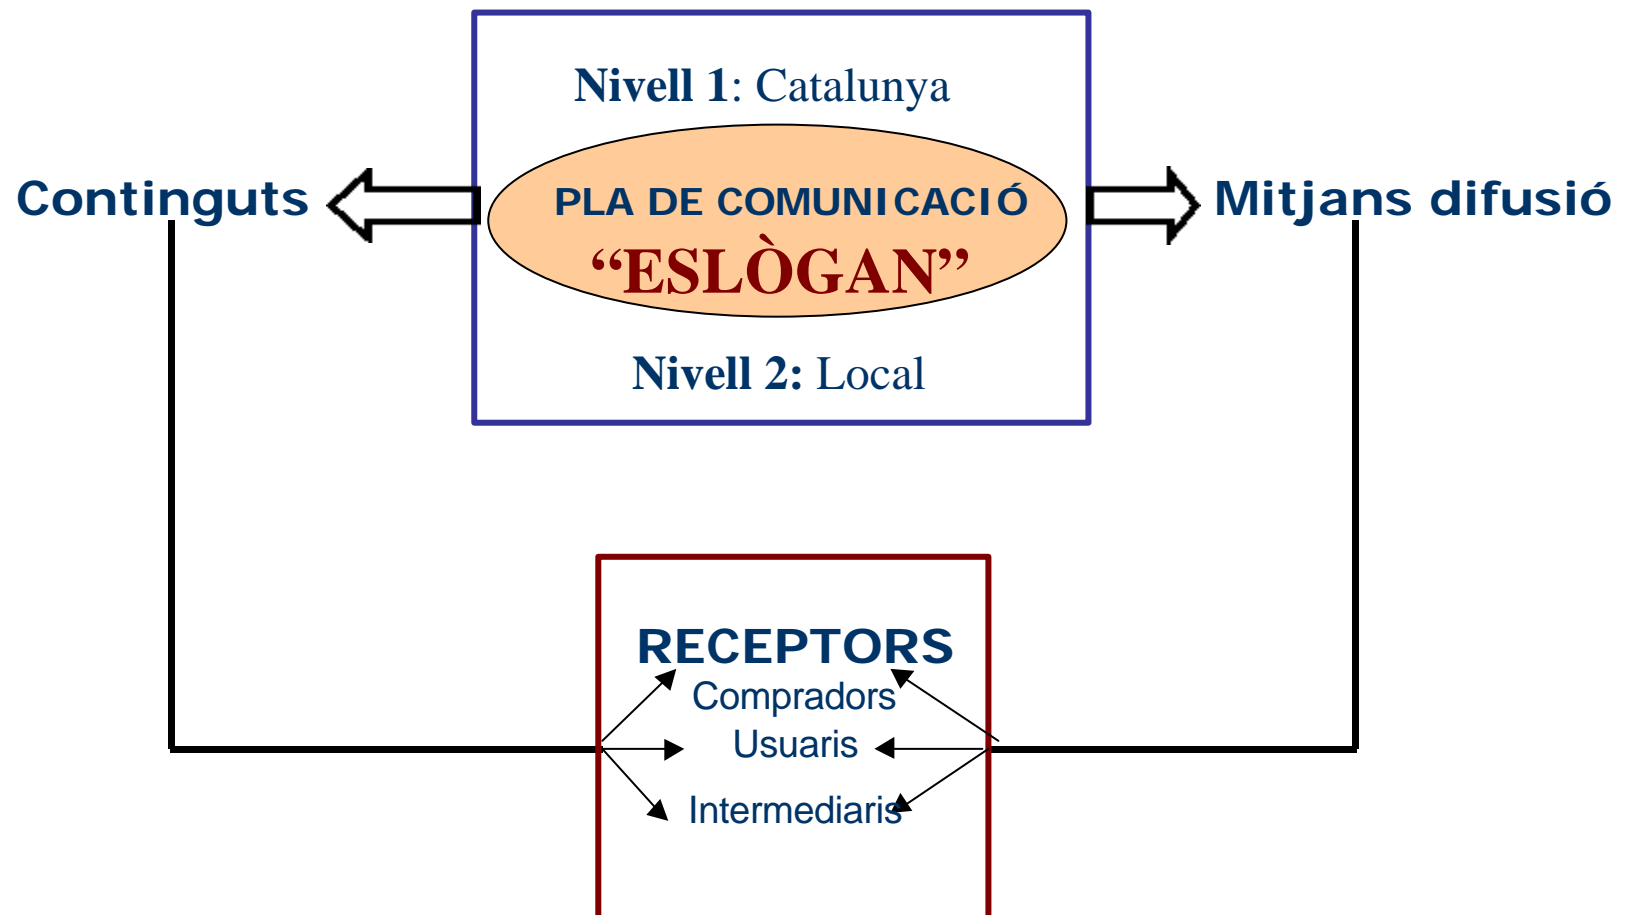 Nivell 1: Catalunya
Continguts
PLA DE COMUNICACIÓ
Mitjans difusió
“ESLÒGAN”
Nivell 2: Local
RECEPTORS
Compradors
Usuaris
Intermediaris